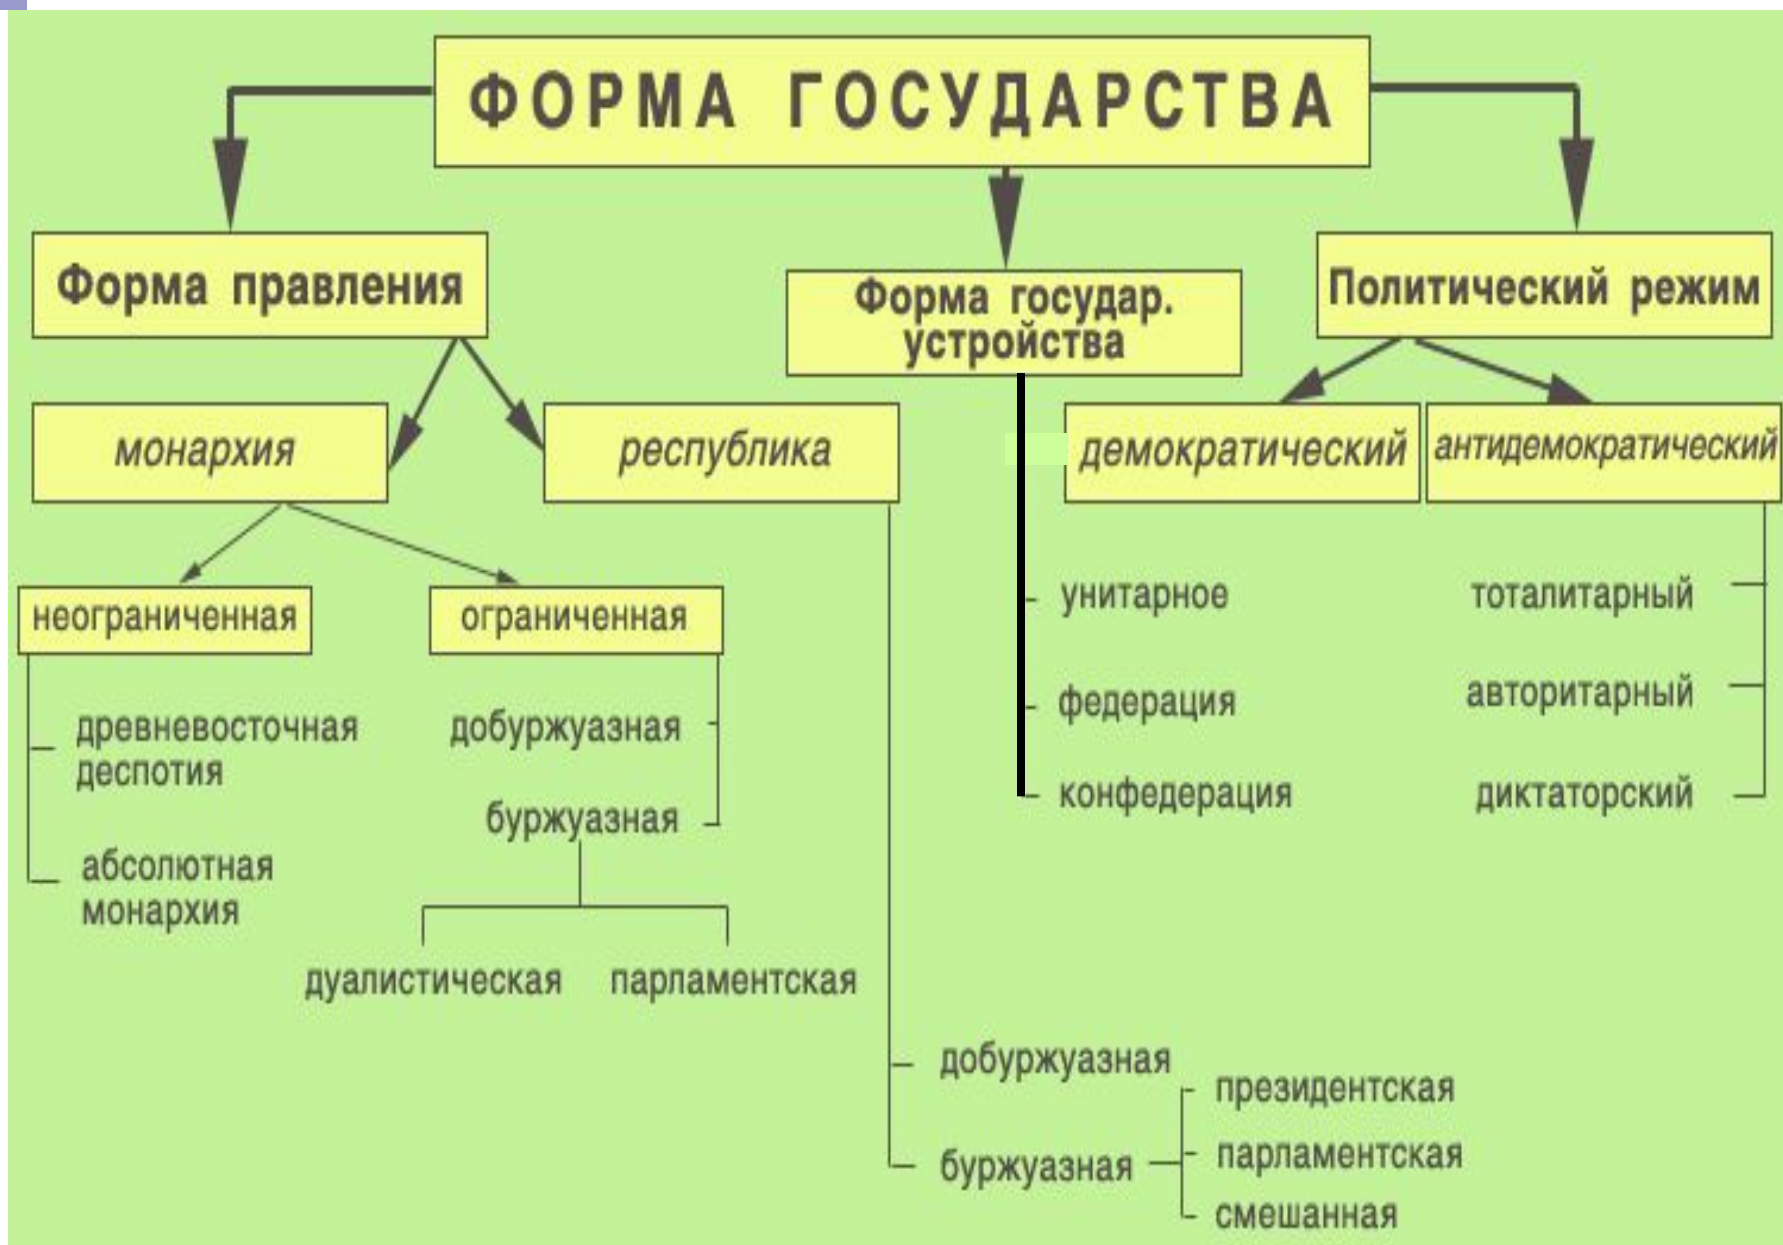 ФОРМА ГОСУДАРСТВА
Форма правления
Форма государ.
устройства
Политический режим
монархия
республика
демократический
антидемократический
неограниченная
ограниченная
древневосточная
деспотия
абсолютная
монархия
добуржуазная
буржуазная
дуалистическая
парламентская
унитарное
федерация
конфедерация
тоталитарный
авторитарный
диктаторский
добуржуазная
буржуазная
президентская
парламентская
смешанная